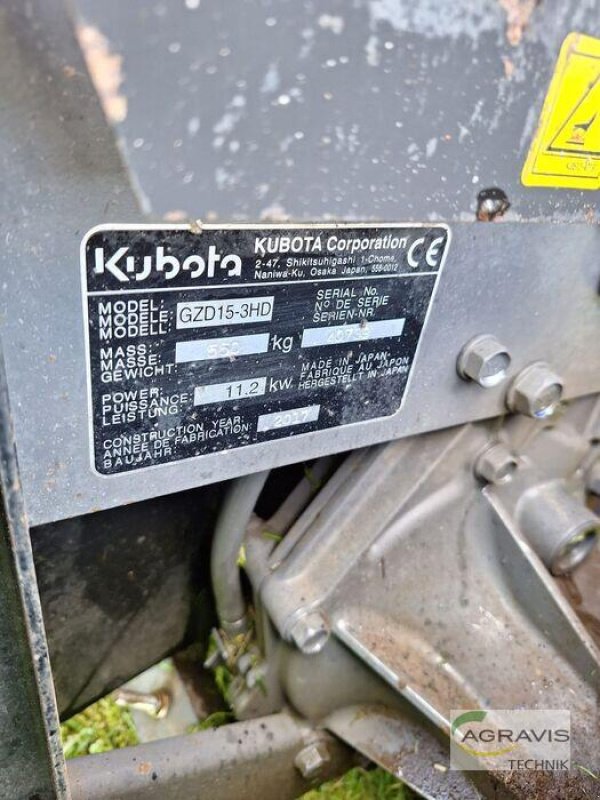 Kubota
KUBOTA Corporation
2-47, Shikitsuhigashi 1-Chome,
Naniwa-Ku, Osaka Japan, 556-0012
CE
MODEL:
MODELE:
MODELL:
GZD15-3HD
SERIAL No.
Nº DE SERIE
SERIEN-NR.
MASS:
MASSE:
GEWICHT:
kg
POWER:
PUISSANCE:
LEISTUNG:
11.2 kW
MADE IN JAPAN
FABRIQUE AU JAPON
HERGESTELLT IN JAPAN
CONSTRUCTION YEAR:
ANNÉE DE FABRICATION:
BAUJAHR:
2017
AGRAVIS
TECHNIK